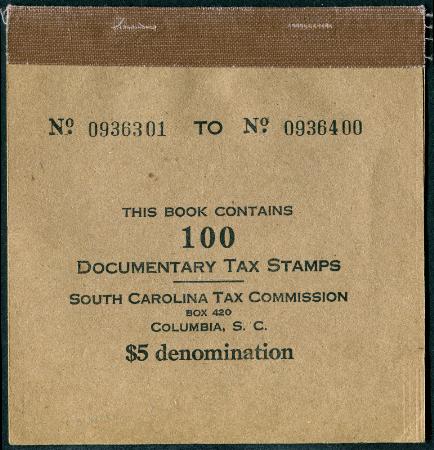 Nº 0936301 TO Nº 0936400
THIS BOOK CONTAINS
100
DOCUMENTARY TAX STAMPS
SOUTH CAROLINA TAX COMMISSION
BOX 420
COLUMBIA, S. C.
$5 denomination